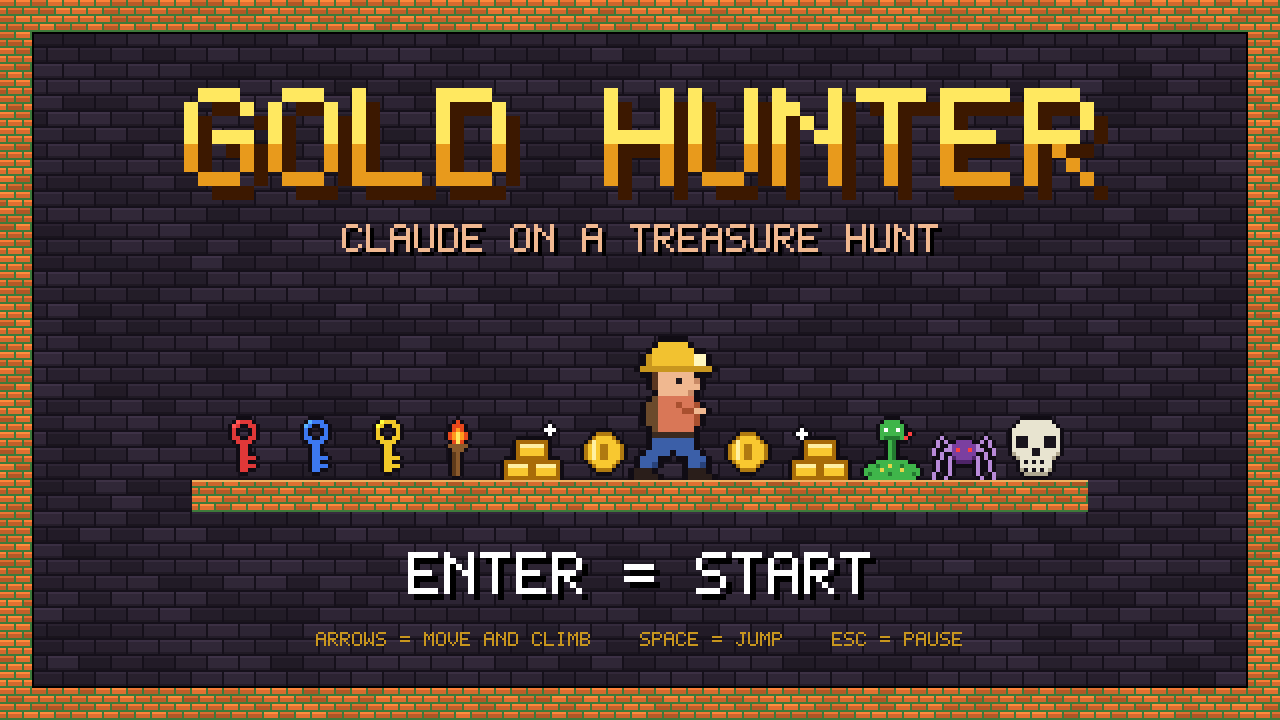 GOLD HUNTER
CLAUDE ON A TREASURE HUNT
ENTER = START
ARROWS = MOVE AND CLIMB SPACE = JUMP ESC = PAUSE